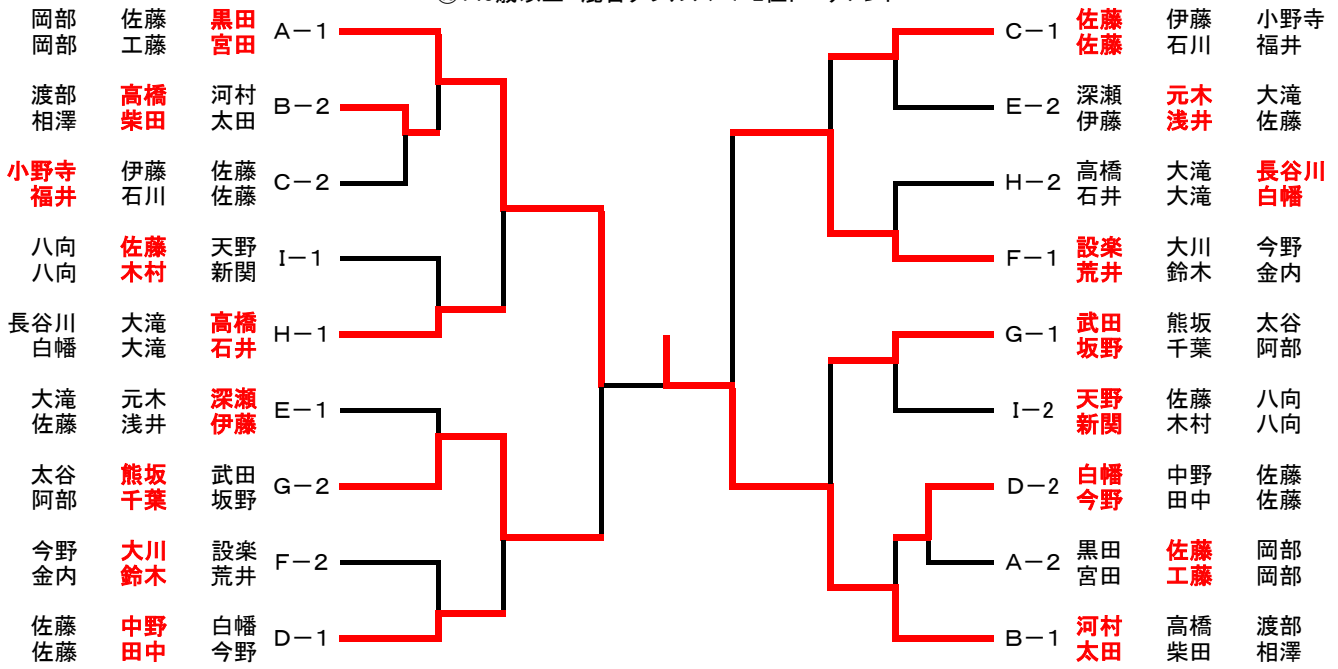 岡部 佐藤 黒田 A－1
岡部 工藤 宮田
渡部 高橋 河村 B－2
相澤 柴田 太田
小野寺 伊藤 佐藤 C－2
福井 石川 佐藤
八向 佐藤 天野 I－1
八向 木村 新関
長谷川 大滝 高橋 H－1
白幡 大滝 石井
大滝 元木 深瀬 E－1
佐藤 浅井 伊藤
太谷 熊坂 武田 G－2
阿部 千葉 坂野
今野 大川 設楽 F－2
金内 鈴木 荒井
佐藤 中野 白幡 D－1
佐藤 田中 今野
C－1 佐藤 伊藤 小野寺
佐藤 石川 福井
E－2 深瀬 元木 大滝
伊藤 浅井 佐藤
H－2 高橋 大滝 長谷川
石井 大滝 白幡
F－1 設楽 大川 今野
荒井 鈴木 金内
G－1 武田 熊坂 太谷
坂野 千葉 阿部
I－2 天野 佐藤 八向
新関 木村 八向
D－2 白幡 中野 佐藤
今野 田中 佐藤
A－2 黒田 佐藤 岡部
宮田 工藤 岡部
B－1 河村 高橋 渡部
太田 柴田 相澤